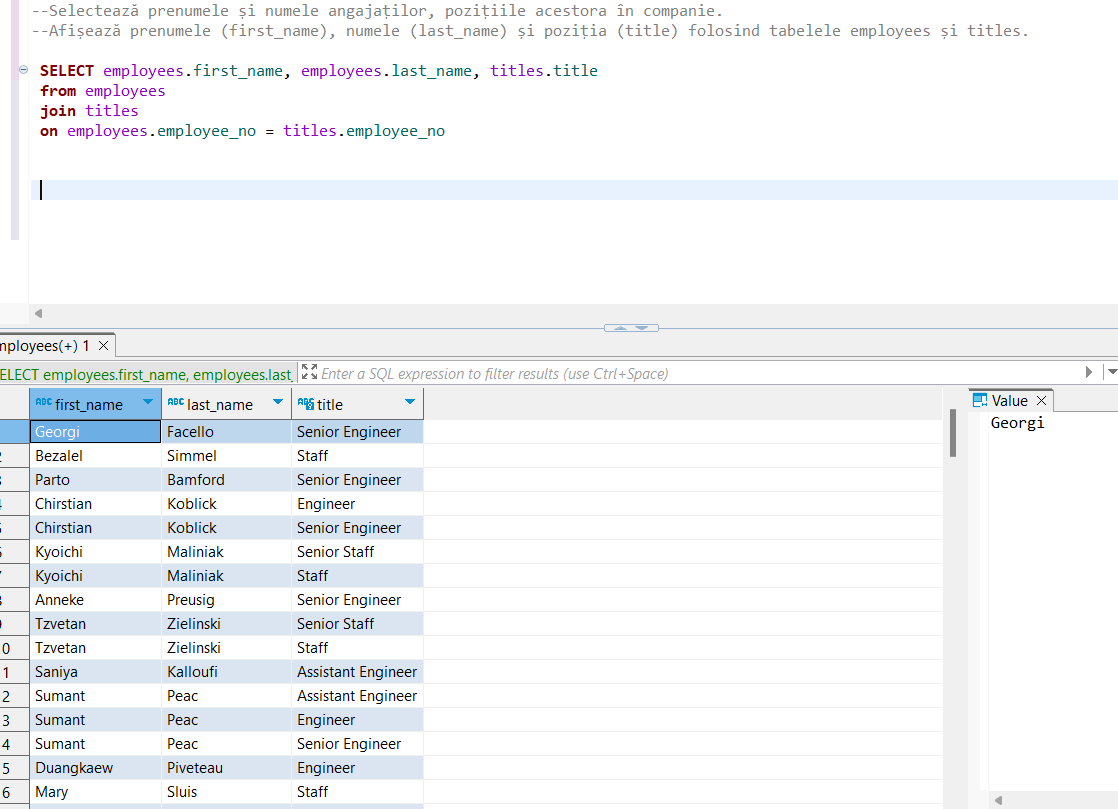 --Selectează prenumele și numele angajaților, pozițiile acestora în companie.
--Afișează prenumele (first_name), numele (last_name) și poziția (title) folosind tabelele employees și titles.
SELECT employees.first_name, employees.last_name, titles.title
from employees
join titles
on employees.employee_no = titles.employee_no
mployees(+) 1
ELECT employees.first_name, employees.last_ Enter a SQL expression to filter results (use Ctrl+Space)
ABC first_name ABC last_name title Value
Georgi Facello Senior Engineer Georgi
Bezalel Simmel Staff
Parto Bamford Senior Engineer
Chirstian Koblick Engineer
Chirstian Koblick Senior Engineer
Kyoichi Maliniak Senior Staff
Kyoichi Maliniak Staff
Anneke Preusig Senior Engineer
Tzvetan Zielinski Senior Staff
0 Tzvetan Zielinski Staff
1 Saniya Kalloufi Assistant Engineer
2 Sumant Peac Assistant Engineer
3 Sumant Peac Engineer
4 Sumant Peac Senior Engineer
5 Duangkaew Piveteau Engineer
6 Mary Sluis Staff